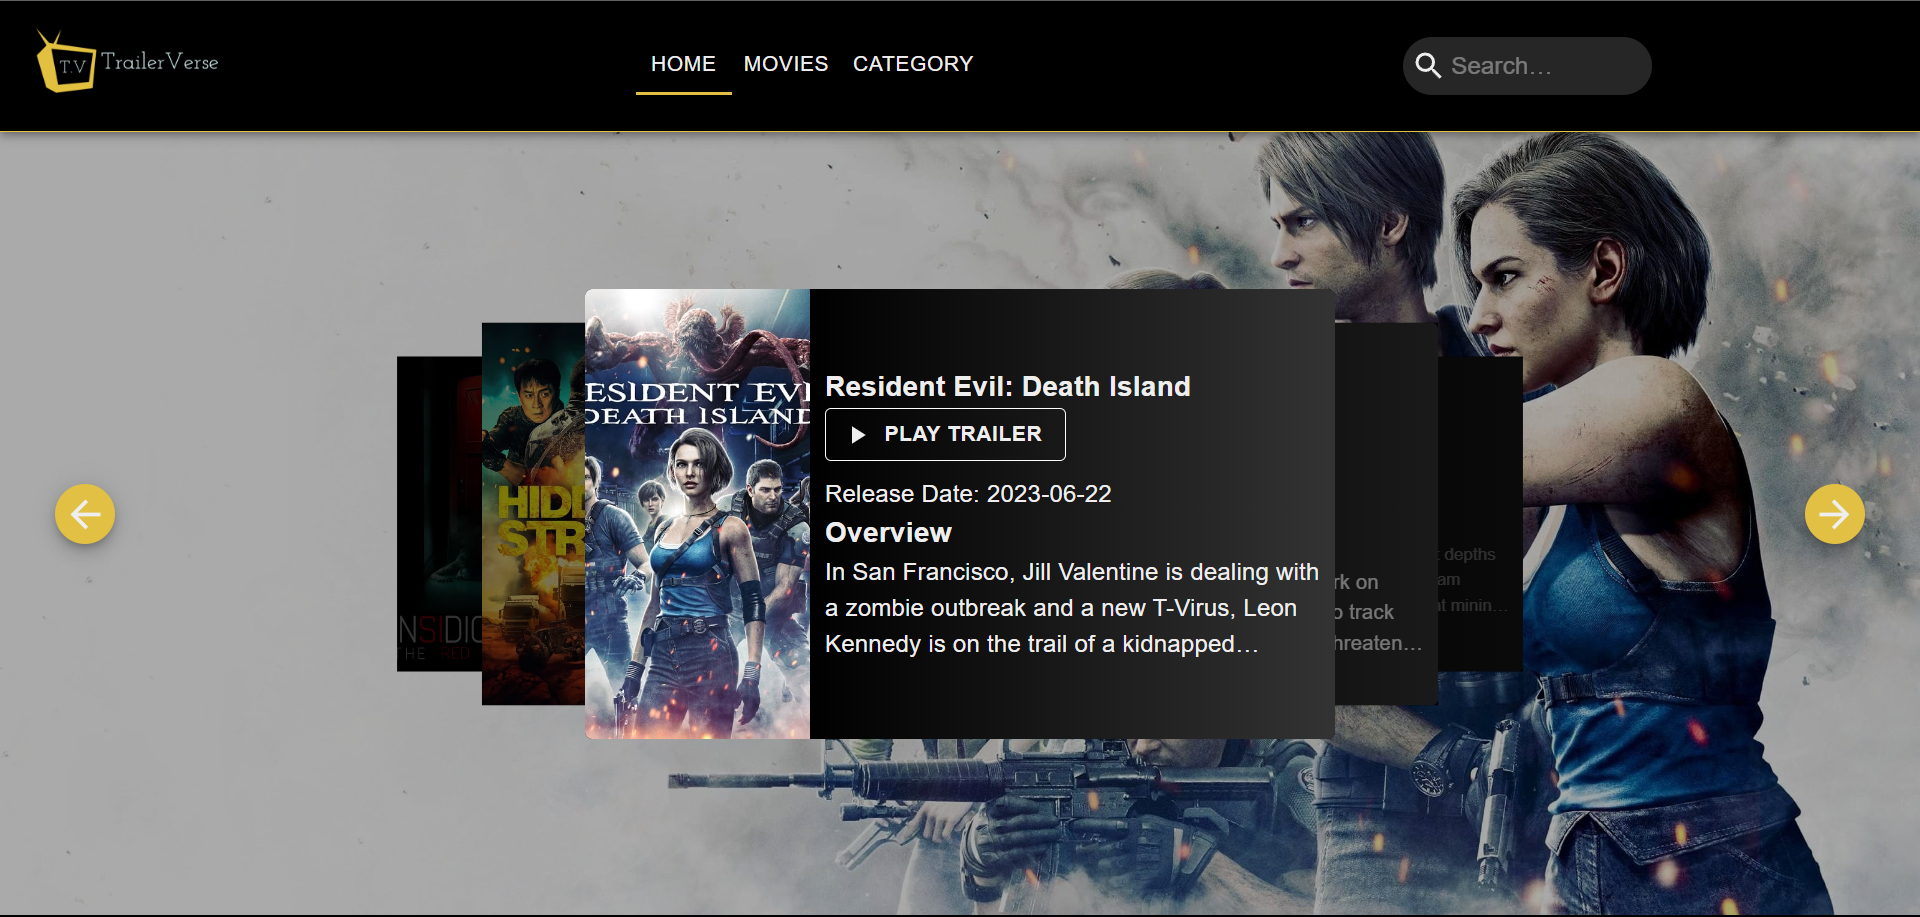 T.V TrailerVerse
HOME MOVIES CATEGORY
Search...
ESIDENT EVI
DEATH ISLAND
HIDD
STR
NSIDIO
THE RED
Resident Evil: Death Island
PLAY TRAILER
Release Date: 2023-06-22
Overview
In San Francisco, Jill Valentine is dealing with
a zombie outbreak and a new T-Virus, Leon
Kennedy is on the trail of a kidnapped...
rk on
o track
hreaten...
depths
am
t minin...